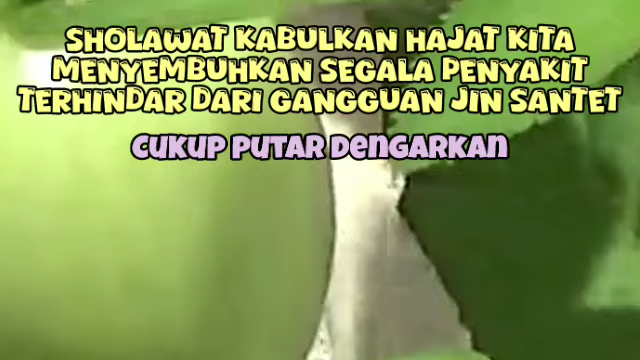 SHOLAWAT KABULKAN HAJAT KITA
MENYEMBUHKAN SEGALA PENYAKIT
TERHINDAR DARI GANGGUAN JIN SANTET
CUKUP PUTAR DENGARKAN